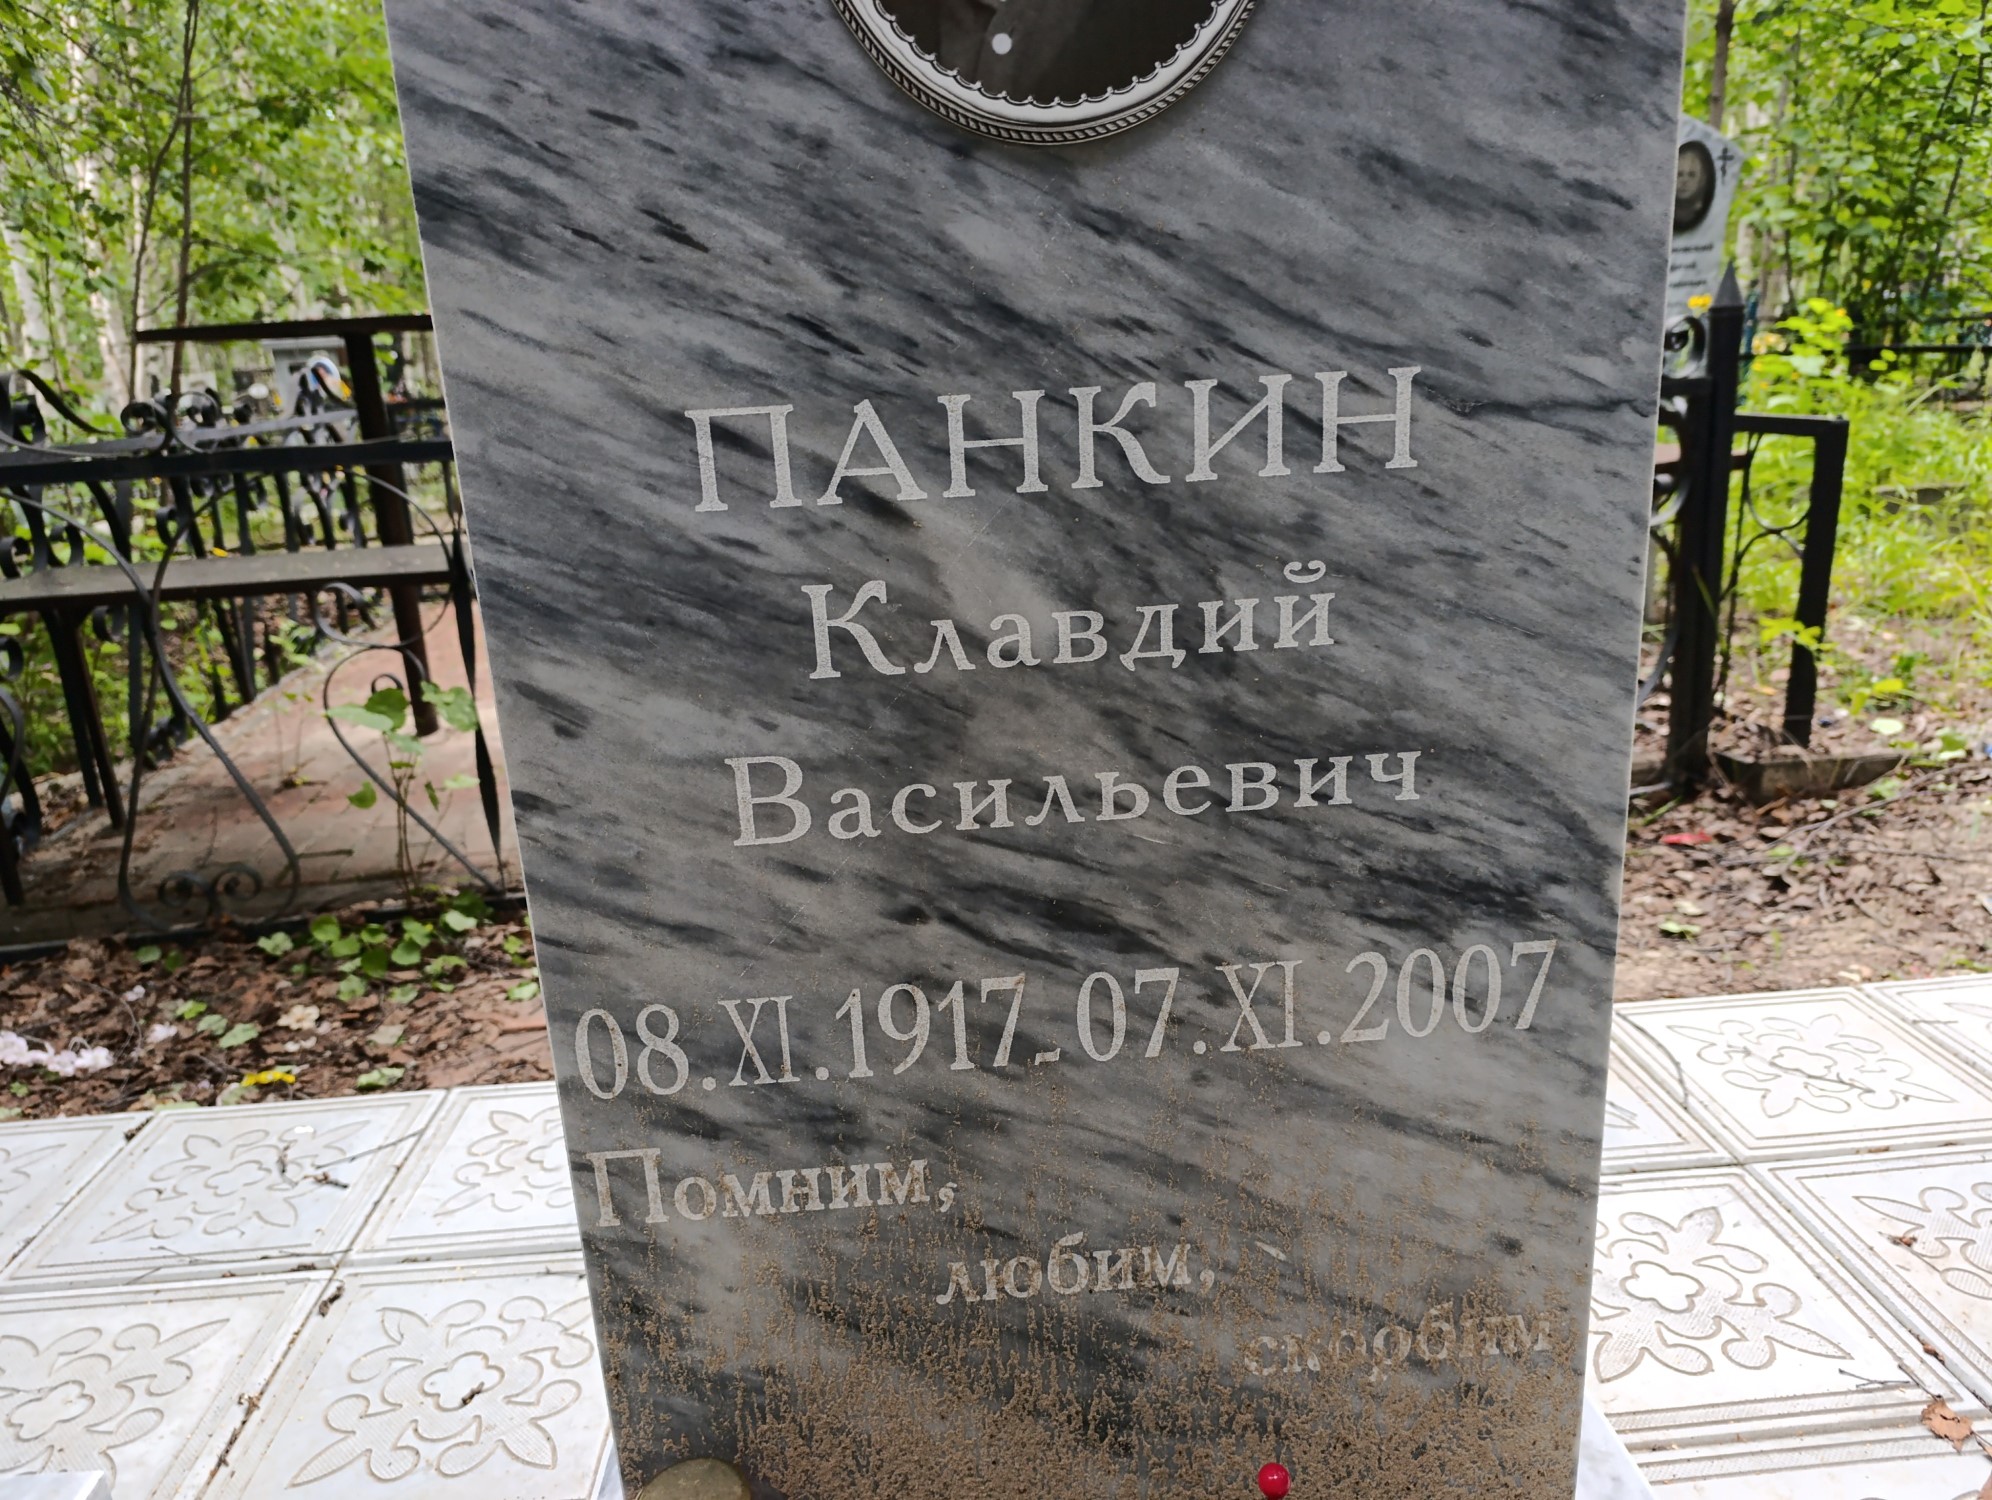 ПАНКИН
Клавдий
Васильевич
08.XI.1917-07.XI.2007
Помним,
любим,
скорбим